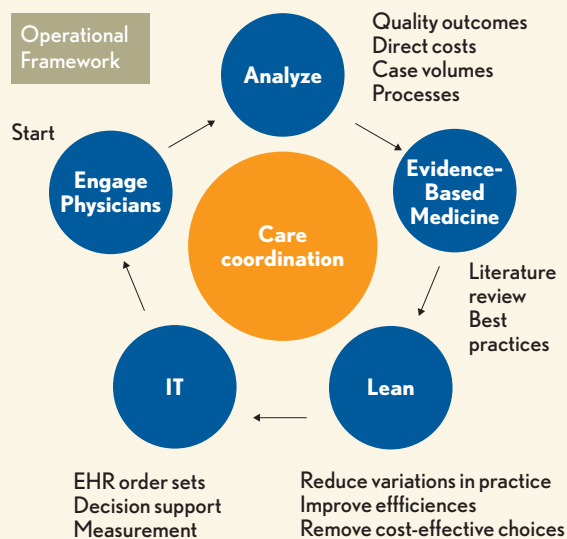 Operational
Framework
Quality outcomes
Direct costs
Case volumes
Processes
Analyze
Start
Engage
Physicians
Evidence-
Based
Medicine
Care
coordination
Literature
review
Best
practices
IT
Lean
EHR order sets
Decision support
Measurement
Reduce variations in practice
Improve effficiences
Remove cost-effective choices